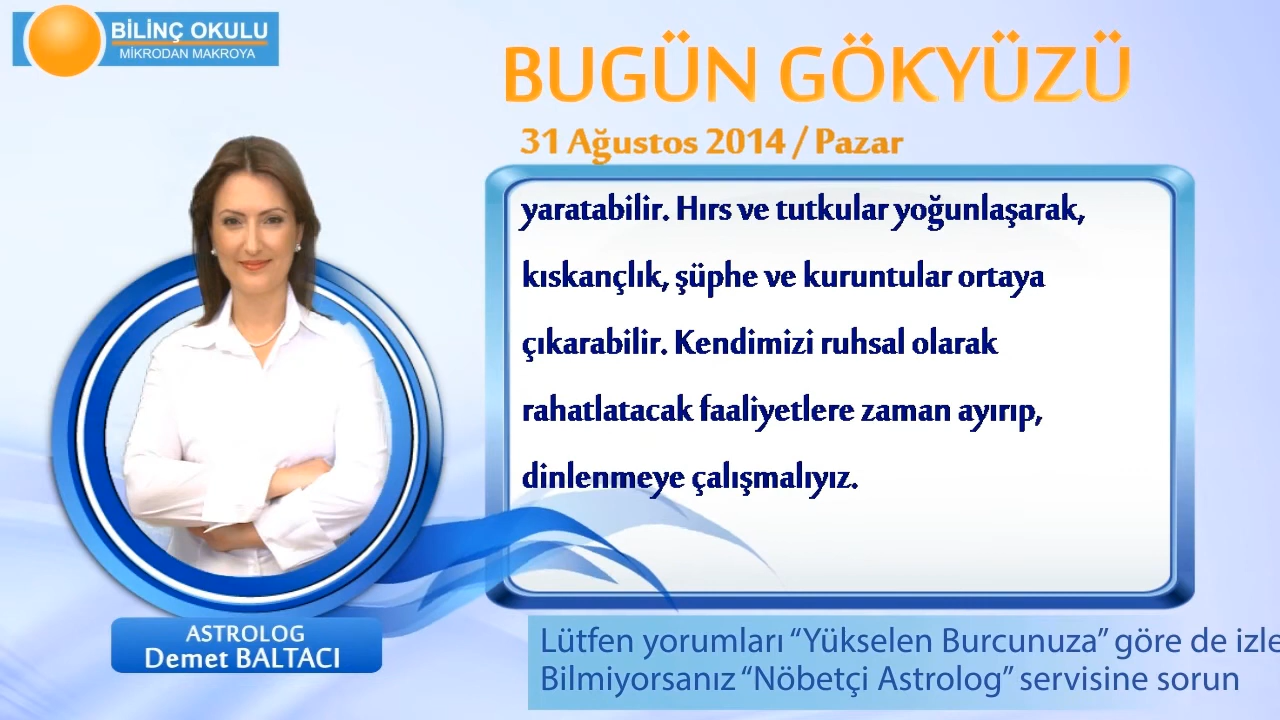 BİLİNÇ OKULU
MİKRODAN MAKROYA
BUGÜN GÖKYÜZÜ
31 Ağustos 2014 / Pazar
yaratabilir. Hırs ve tutkular yoğunlaşarak,
kıskançlık, şüphe ve kuruntular ortaya
çıkarabilir. Kendimizi ruhsal olarak
rahatlatacak faaliyetlere zaman ayırıp,
dinlenmeye çalışmalıyız.
ASTROLOG
Demet BALTACI
Lütfen yorumları “Yükselen Burcunuza” göre de izle
Bilmiyorsanız “Nöbetçi Astrolog” servisine sorun